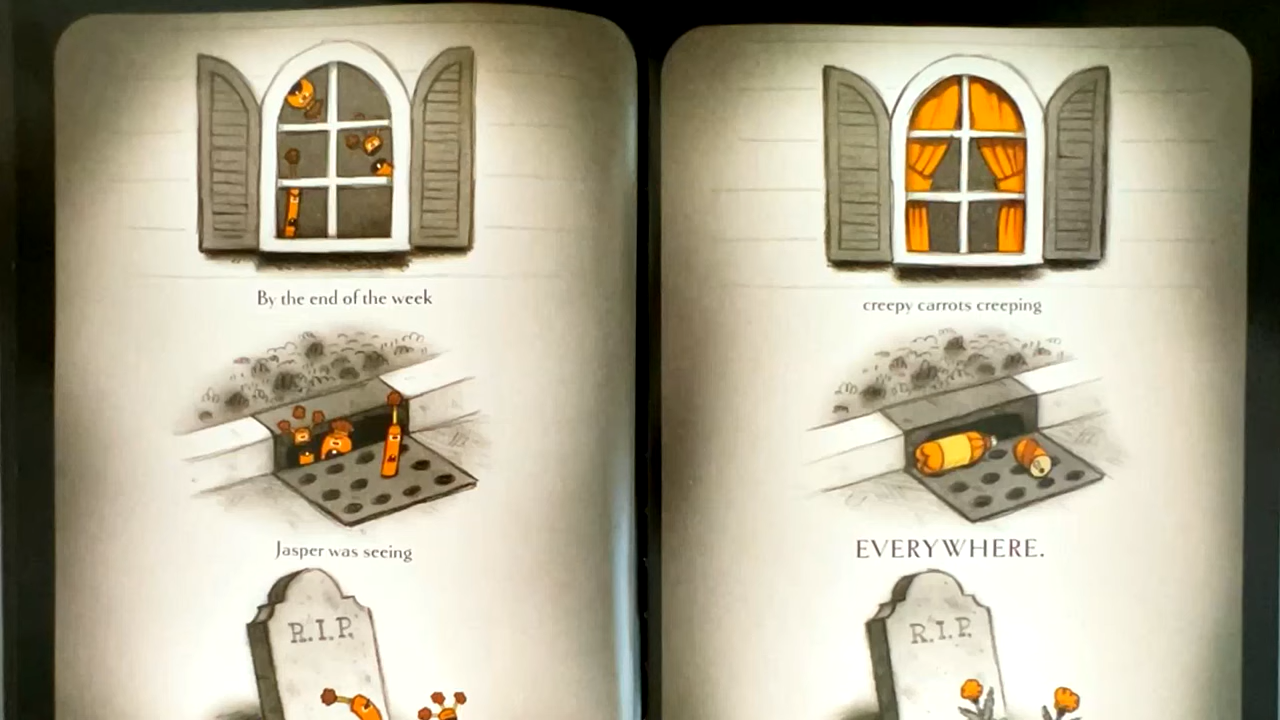 By the end of the week
Jasper was seeing
R.I.P.
creepy carrots creeping
EVERYWHERE.
R.I.P.